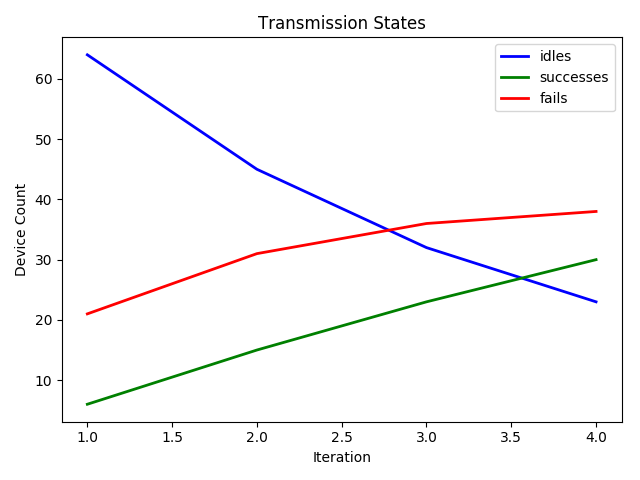 Transmission States
idles
successes
fails
Device Count
60
50
40
30
20
10
1.0 1.5 2.0 2.5 3.0 3.5 4.0
Iteration